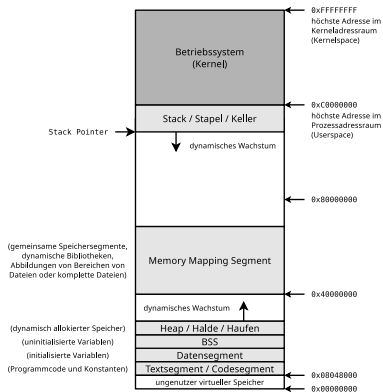 0xFFFFFFFF
höchste Adresse im
Kerneladressraum
(Kernelspace)
Betriebssystem
(Kernel)
0xC0000000
höchste Adresse im
Prozessadressraum
(Userspace)
Stack / Stapel / Keller
Stack Pointer
dynamisches Wachstum
0x80000000
(gemeinsame Speichersegmente,
dynamische Bibliotheken,
Abbildungen von Bereichen von
Dateien oder komplette Dateien)
Memory Mapping Segment
0x40000000
dynamisches Wachstum
(dynamisch allokierter Speicher)
Heap / Halde / Haufen
(uninitialisierte Variablen)
BSS
(initialisierte Variablen)
Datensegment
(Programmcode und Konstanten)
Textsegment / Codesegment
0x08048000
ungenutzer virtueller Speicher
0x00000000